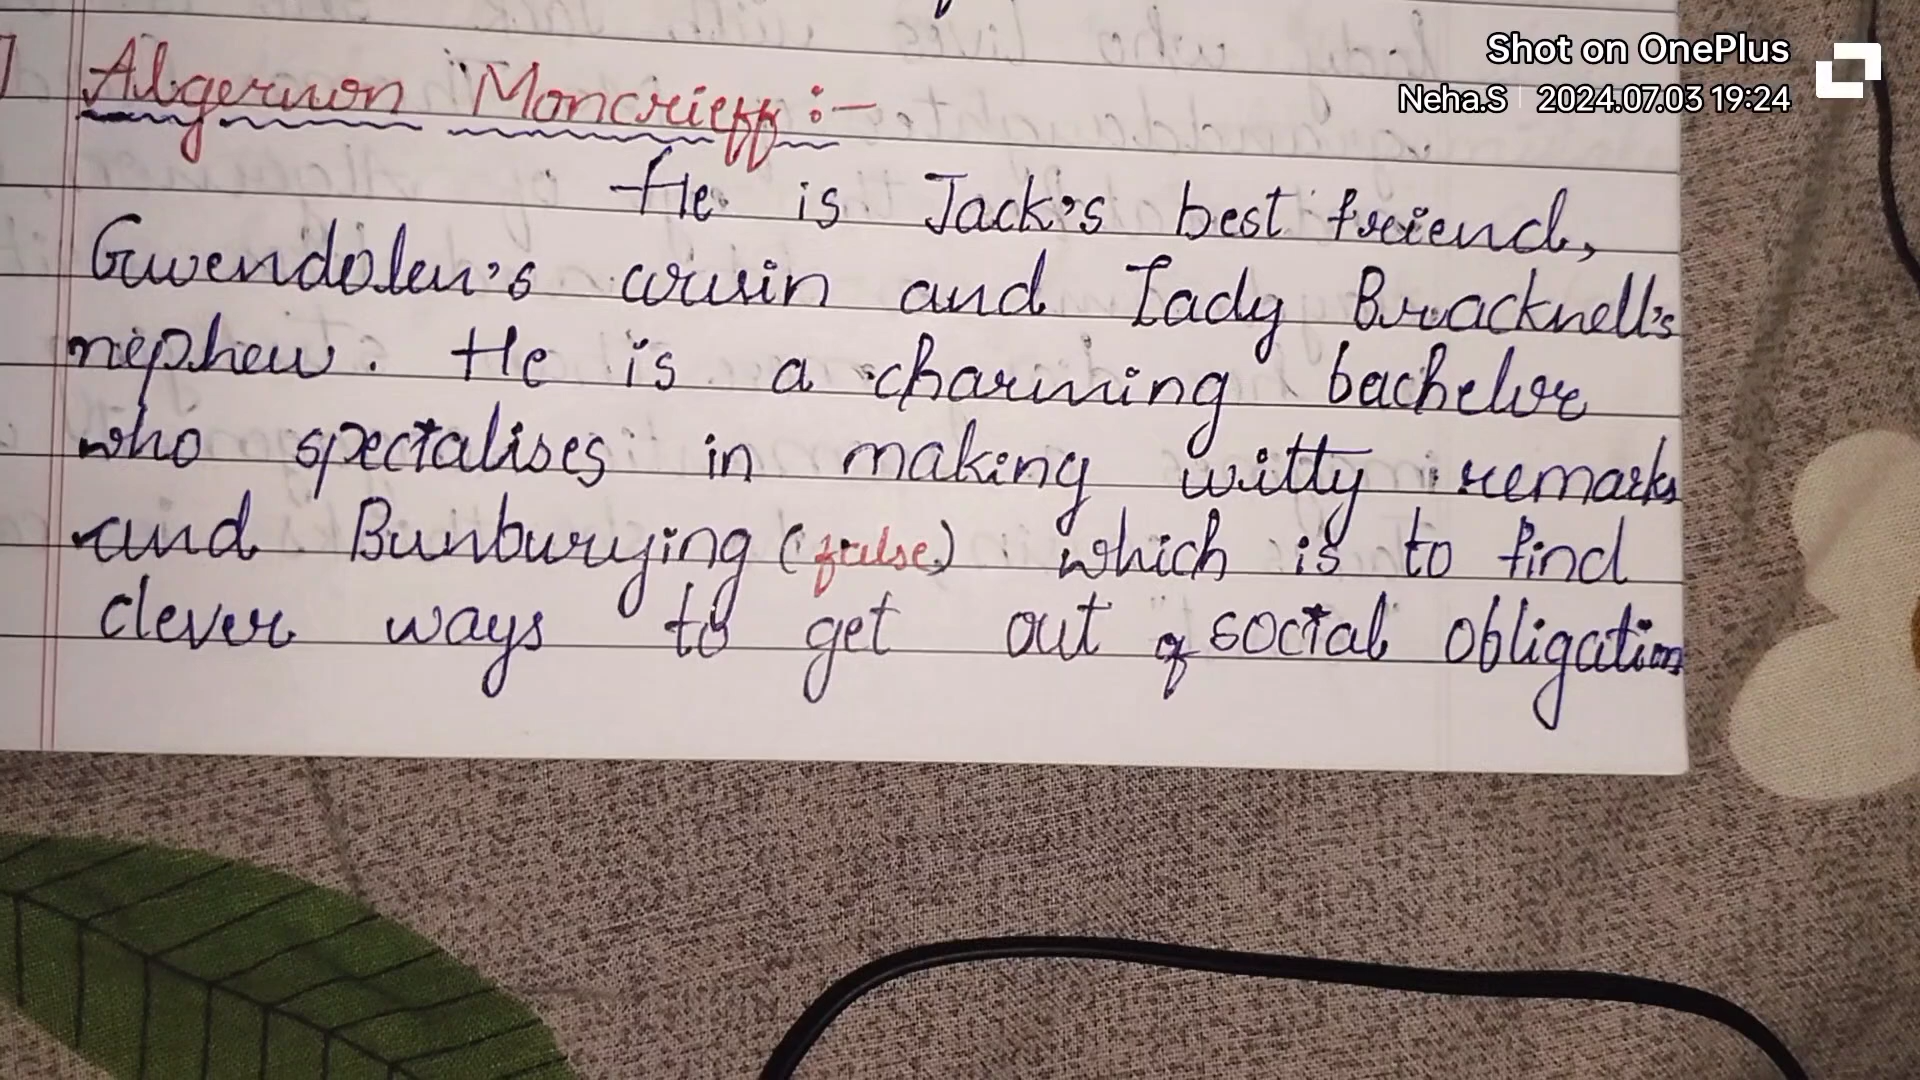 Shot on OnePlus
Neha.S | 2024.07.03 19:24
Algernon Moncrieff :-
He is Jack's best friend,
Gwendolen's cousin and Lady Bracknell's
nephew. He is a charming bachelor
who specialises in making witty remarks
and Bunburying (false) which is to find
clever ways to get out of social obligation